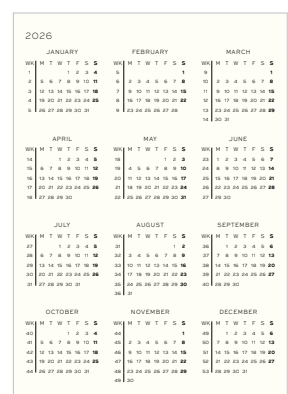 2026
JANUARY
WK M T W T F S S
1 1 2 3 4
2 5 6 7 8 9 10 11
3 12 13 14 15 16 17 18
4 19 20 21 22 23 24 25
5 26 27 28 29 30 31
FEBRUARY
WK M T W T F S S
5 1
6 2 3 4 5 6 7 8
7 9 10 11 12 13 14 15
8 16 17 18 19 20 21 22
9 23 24 25 26 27 28
MARCH
WK M T W T F S S
9 1
10 2 3 4 5 6 7 8
11 9 10 11 12 13 14 15
12 16 17 18 19 20 21 22
13 23 24 25 26 27 28 29
14 30 31
APRIL
WK M T W T F S S
14 1 2 3 4 5
15 6 7 8 9 10 11 12
16 13 14 15 16 17 18 19
17 20 21 22 23 24 25 26
18 27 28 29 30
MAY
WK M T W T F S S
18 1 2 3
19 4 5 6 7 8 9 10
20 11 12 13 14 15 16 17
21 18 19 20 21 22 23 24
22 25 26 27 28 29 30 31
JUNE
WK M T W T F S S
23 1 2 3 4 5 6 7
24 8 9 10 11 12 13 14
25 15 16 17 18 19 20 21
26 22 23 24 25 26 27 28
27 29 30
JULY
WK M T W T F S S
27 1 2 3 4 5
28 6 7 8 9 10 11 12
29 13 14 15 16 17 18 19
30 20 21 22 23 24 25 26
31 27 28 29 30 31
AUGUST
WK M T W T F S S
31 1 2
32 3 4 5 6 7 8 9
33 10 11 12 13 14 15 16
34 17 18 19 20 21 22 23
35 24 25 26 27 28 29 30
36 31
SEPTEMBER
WK M T W T F S S
36 1 2 3 4 5 6
37 7 8 9 10 11 12 13
38 14 15 16 17 18 19 20
39 21 22 23 24 25 26 27
40 28 29 30
OCTOBER
WK M T W T F S S
40 1 2 3 4
41 5 6 7 8 9 10 11
42 12 13 14 15 16 17 18
43 19 20 21 22 23 24 25
44 26 27 28 29 30 31
NOVEMBER
WK M T W T F S S
44 1
45 2 3 4 5 6 7 8
46 9 10 11 12 13 14 15
47 16 17 18 19 20 21 22
48 23 24 25 26 27 28 29
49 30
DECEMBER
WK M T W T F S S
49 1 2 3 4 5 6
50 7 8 9 10 11 12 13
51 14 15 16 17 18 19 20
52 21 22 23 24 25 26 27
53 28 29 30 31